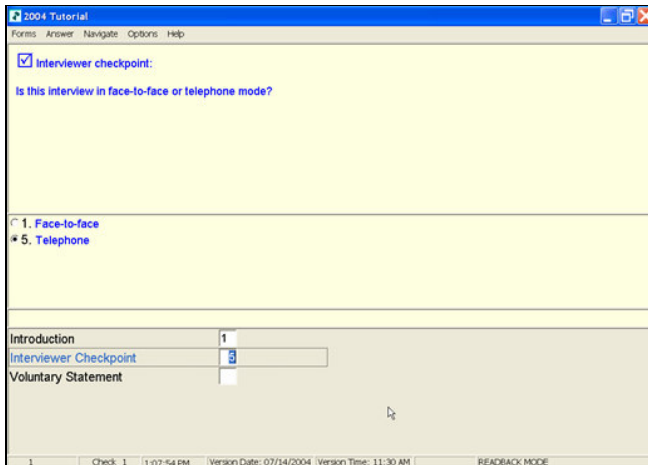 2004 Tutorial
Forms Answer Navigate Options Help
Interviewer checkpoint:
Is this interview in face-to-face or telephone mode?
1. Face-to-face
5. Telephone
Introduction 1
Interviewer Checkpoint 5
Voluntary Statement
1 Check 1 1:07:54 PM Version Date: 07/14/2004 Version Time: 11:30 AM READBACK MODE